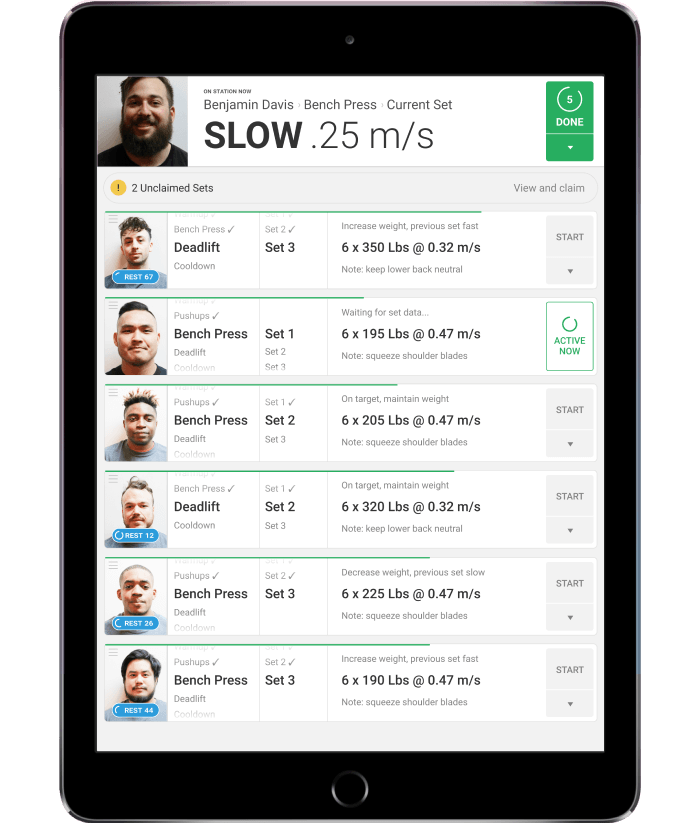 ON STATION NOW
Benjamin Davis › Bench Press › Current Set
SLOW .25 m/s
5
DONE
! 2 Unclaimed Sets
View and claim
Bench Press ✓
Deadlift
Cooldown
Set 2 ✓
Set 3
Increase weight, previous set fast
6 x 350 Lbs @ 0.32 m/s
Note: keep lower back neutral
START
REST 67
Pushups ✓
Bench Press
Deadlift
Cooldown
Set 1
Set 2
Set 3
Waiting for set data...
6 x 195 Lbs @ 0.47 m/s
Note: squeeze shoulder blades
ACTIVE
NOW
Pushups ✓
Bench Press
Deadlift
Cooldown
Set 1 ✓
Set 2
Set 3
On target, maintain weight
6 x 205 Lbs @ 0.47 m/s
Note: squeeze shoulder blades
START
Bench Press ✓
Deadlift
Cooldown
Set 1 ✓
Set 2
Set 3
On target, maintain weight
6 x 320 Lbs @ 0.32 m/s
Note: keep lower back neutral
START
REST 12
Pushups ✓
Bench Press
Deadlift
Cooldown
Set 2 ✓
Set 3
Decrease weight, previous set slow
6 x 225 Lbs @ 0.47 m/s
Note: squeeze shoulder blades
START
REST 26
Pushups ✓
Bench Press
Deadlift
Cooldown
Set 2 ✓
Set 3
Increase weight, previous set fast
6 x 190 Lbs @ 0.47 m/s
Note: squeeze shoulder blades
START
REST 44